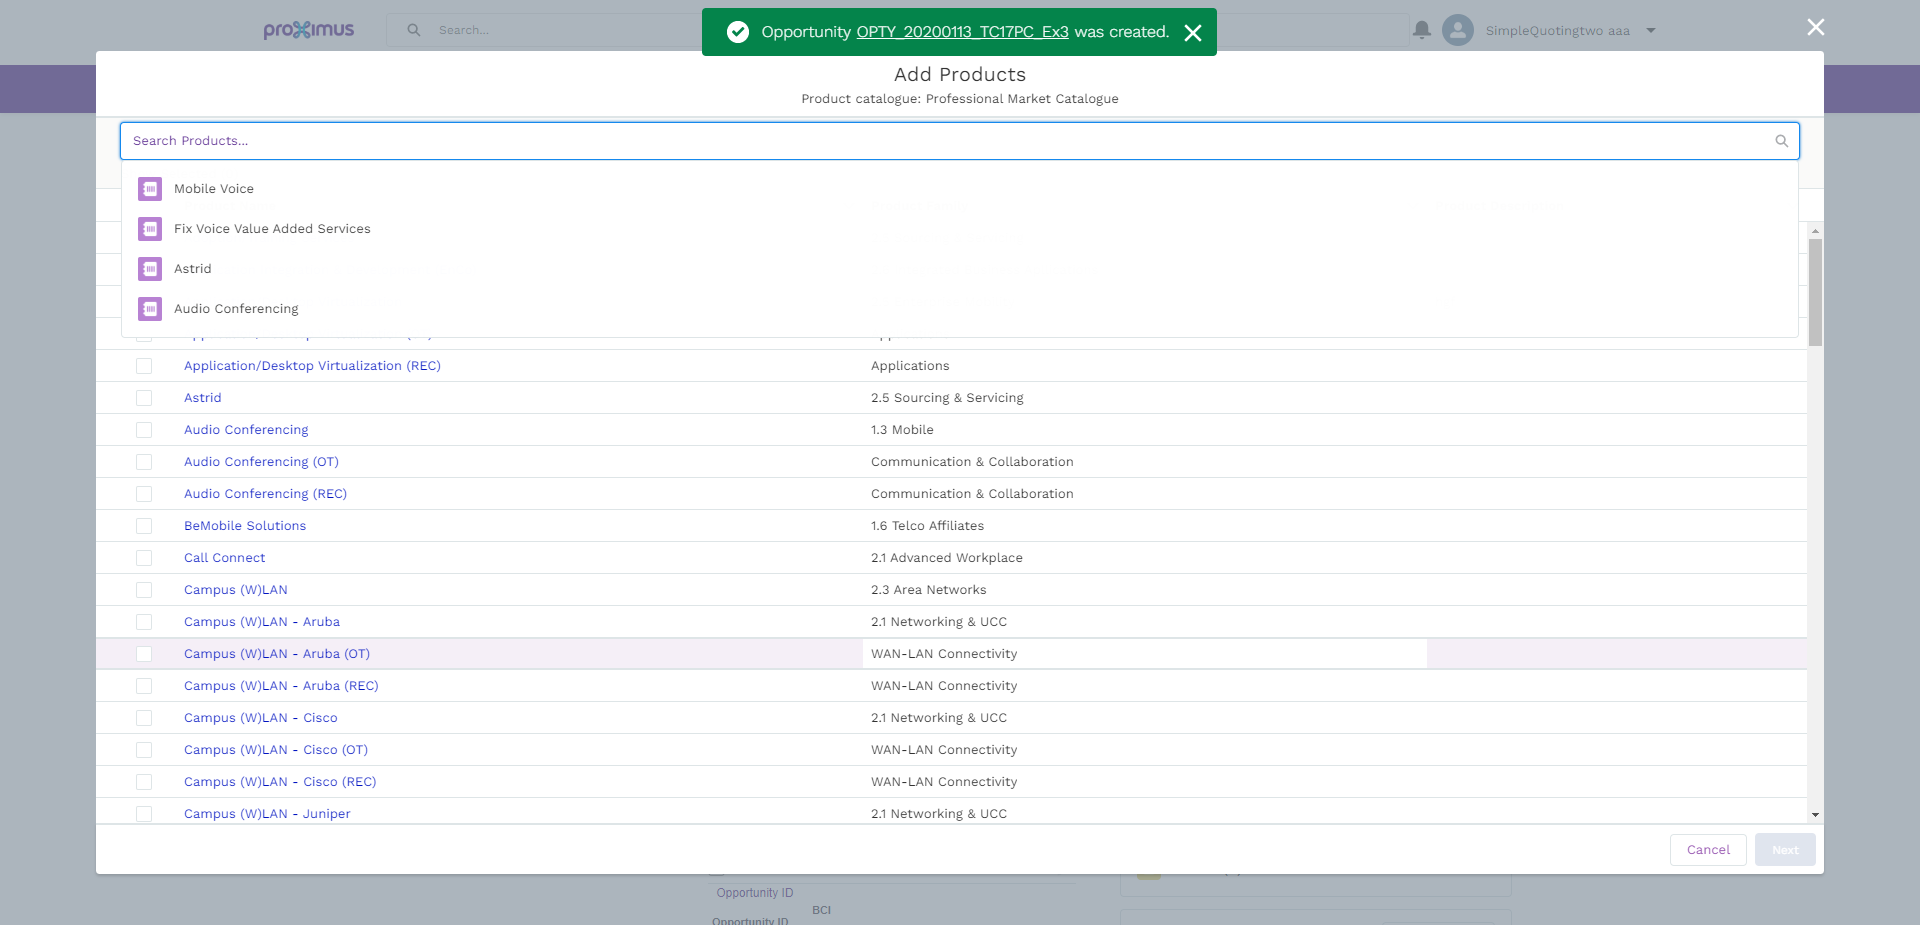 proximus
Search...
Opportunity OPTY_20200113_TC17PC_Ex3 was created.
SimpleQuotingtwo aaa
Add Products
Product catalogue: Professional Market Catalogue
Search Products...
Mobile Voice
Fix Voice Value Added Services
Astrid
Audio Conferencing
Application/Desktop Virtualization (REC) Applications
Astrid 2.5 Sourcing & Servicing
Audio Conferencing 1.3 Mobile
Audio Conferencing (OT) Communication & Collaboration
Audio Conferencing (REC) Communication & Collaboration
BeMobile Solutions 1.6 Telco Affiliates
Call Connect 2.1 Advanced Workplace
Campus (W)LAN 2.3 Area Networks
Campus (W)LAN - Aruba 2.1 Networking & UCC
Campus (W)LAN - Aruba (OT) WAN-LAN Connectivity
Campus (W)LAN - Aruba (REC) WAN-LAN Connectivity
Campus (W)LAN - Cisco 2.1 Networking & UCC
Campus (W)LAN - Cisco (OT) WAN-LAN Connectivity
Campus (W)LAN - Cisco (REC) WAN-LAN Connectivity
Campus (W)LAN - Juniper 2.1 Networking & UCC
Cancel
Next
Opportunity ID
BCI
Opportunity ID